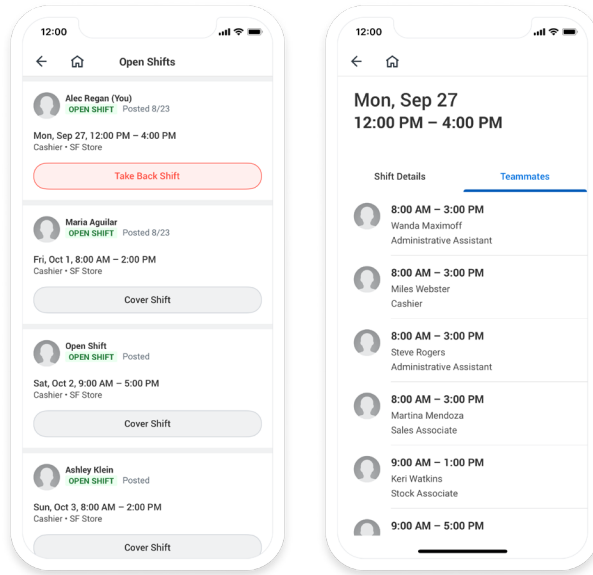 12:00
Open Shifts
Alec Regan (You)
OPEN SHIFT Posted 8/23
Mon, Sep 27, 12:00 PM – 4:00 PM
Cashier • SF Store
Take Back Shift
Maria Aguilar
OPEN SHIFT Posted 8/23
Fri, Oct 1, 8:00 AM – 2:00 PM
Cashier • SF Store
Cover Shift
Open Shift
OPEN SHIFT Posted
Sat, Oct 2, 9:00 AM – 5:00 PM
Cashier • SF Store
Cover Shift
Ashley Klein
OPEN SHIFT Posted
Sun, Oct 3, 8:00 AM – 2:00 PM
Cashier • SF Store
Cover Shift
12:00
Mon, Sep 27
12:00 PM – 4:00 PM
Shift Details Teammates
8:00 AM – 3:00 PM
Wanda Maximoff
Administrative Assistant
8:00 AM – 3:00 PM
Miles Webster
Cashier
8:00 AM – 3:00 PM
Steve Rogers
Administrative Assistant
8:00 AM – 3:00 PM
Martina Mendoza
Sales Associate
9:00 AM – 1:00 PM
Keri Watkins
Stock Associate
9:00 AM – 5:00 PM